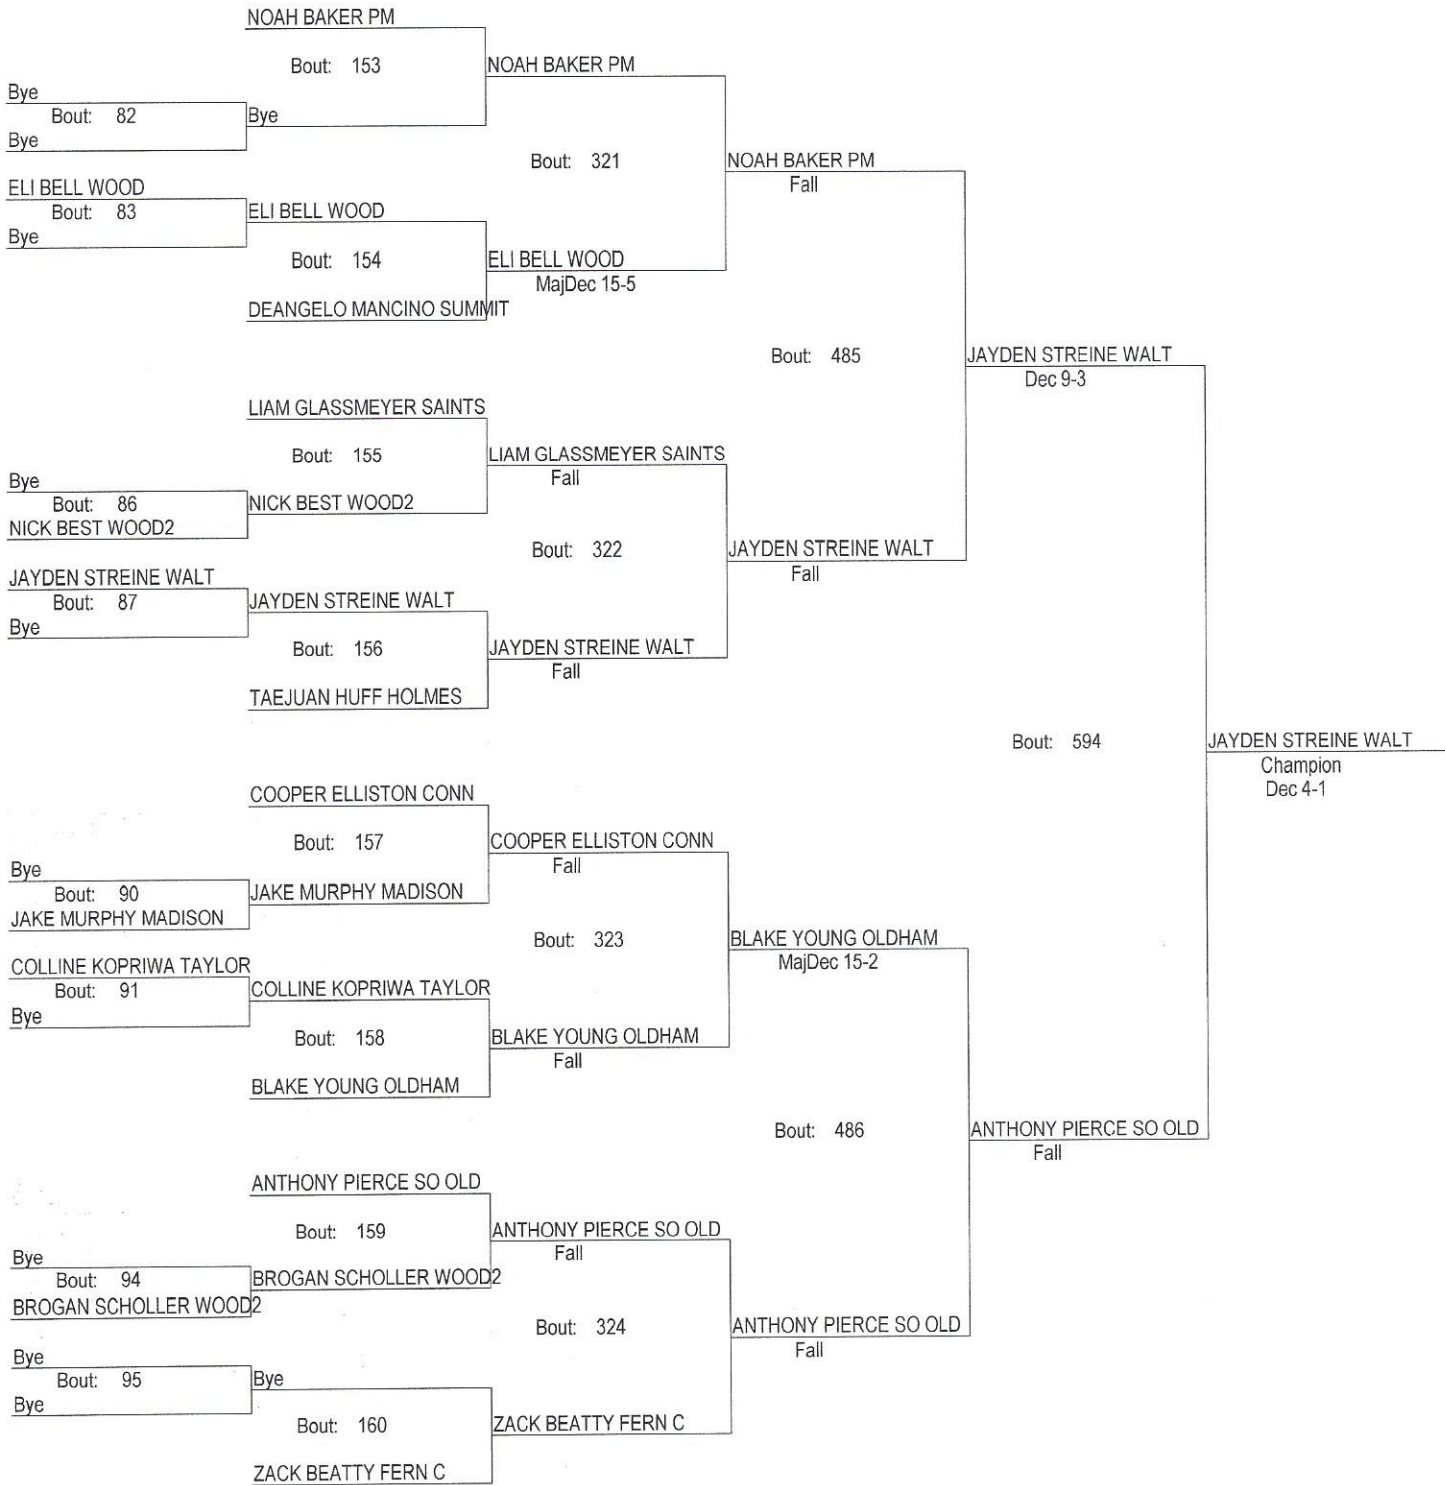 NOAH BAKER PM
Bout: 153
NOAH BAKER PM
Bye
Bout: 82
Bye
Bye
Bout: 321
NOAH BAKER PM
Fall
ELI BELL WOOD
Bout: 83
ELI BELL WOOD
Bye
Bout: 154
ELI BELL WOOD
MajDec 15-5
DEANGELO MANCINO SUMMIT
Bout: 485
JAYDEN STREINE WALT
Dec 9-3
LIAM GLASSMEYER SAINTS
Bout: 155
LIAM GLASSMEYER SAINTS
Fall
Bye
Bout: 86
NICK BEST WOOD2
NICK BEST WOOD2
Bout: 322
JAYDEN STREINE WALT
Fall
JAYDEN STREINE WALT
Bout: 87
JAYDEN STREINE WALT
Bye
Bout: 156
JAYDEN STREINE WALT
Fall
TAEJUAN HUFF HOLMES
Bout: 594
JAYDEN STREINE WALT
Champion
Dec 4-1
COOPER ELLISTON CONN
Bout: 157
COOPER ELLISTON CONN
Fall
Bye
Bout: 90
JAKE MURPHY MADISON
JAKE MURPHY MADISON
Bout: 323
BLAKE YOUNG OLDHAM
MajDec 15-2
COLLINE KOPRIWA TAYLOR
Bout: 91
COLLINE KOPRIWA TAYLOR
Bye
Bout: 158
BLAKE YOUNG OLDHAM
Fall
BLAKE YOUNG OLDHAM
Bout: 486
ANTHONY PIERCE SO OLD
Fall
ANTHONY PIERCE SO OLD
Bout: 159
ANTHONY PIERCE SO OLD
Fall
Bye
Bout: 94
BROGAN SCHOLLER WOOD2
BROGAN SCHOLLER WOOD2
Bout: 324
ANTHONY PIERCE SO OLD
Fall
Bye
Bout: 95
Bye
Bye
Bout: 160
ZACK BEATTY FERN C
ZACK BEATTY FERN C